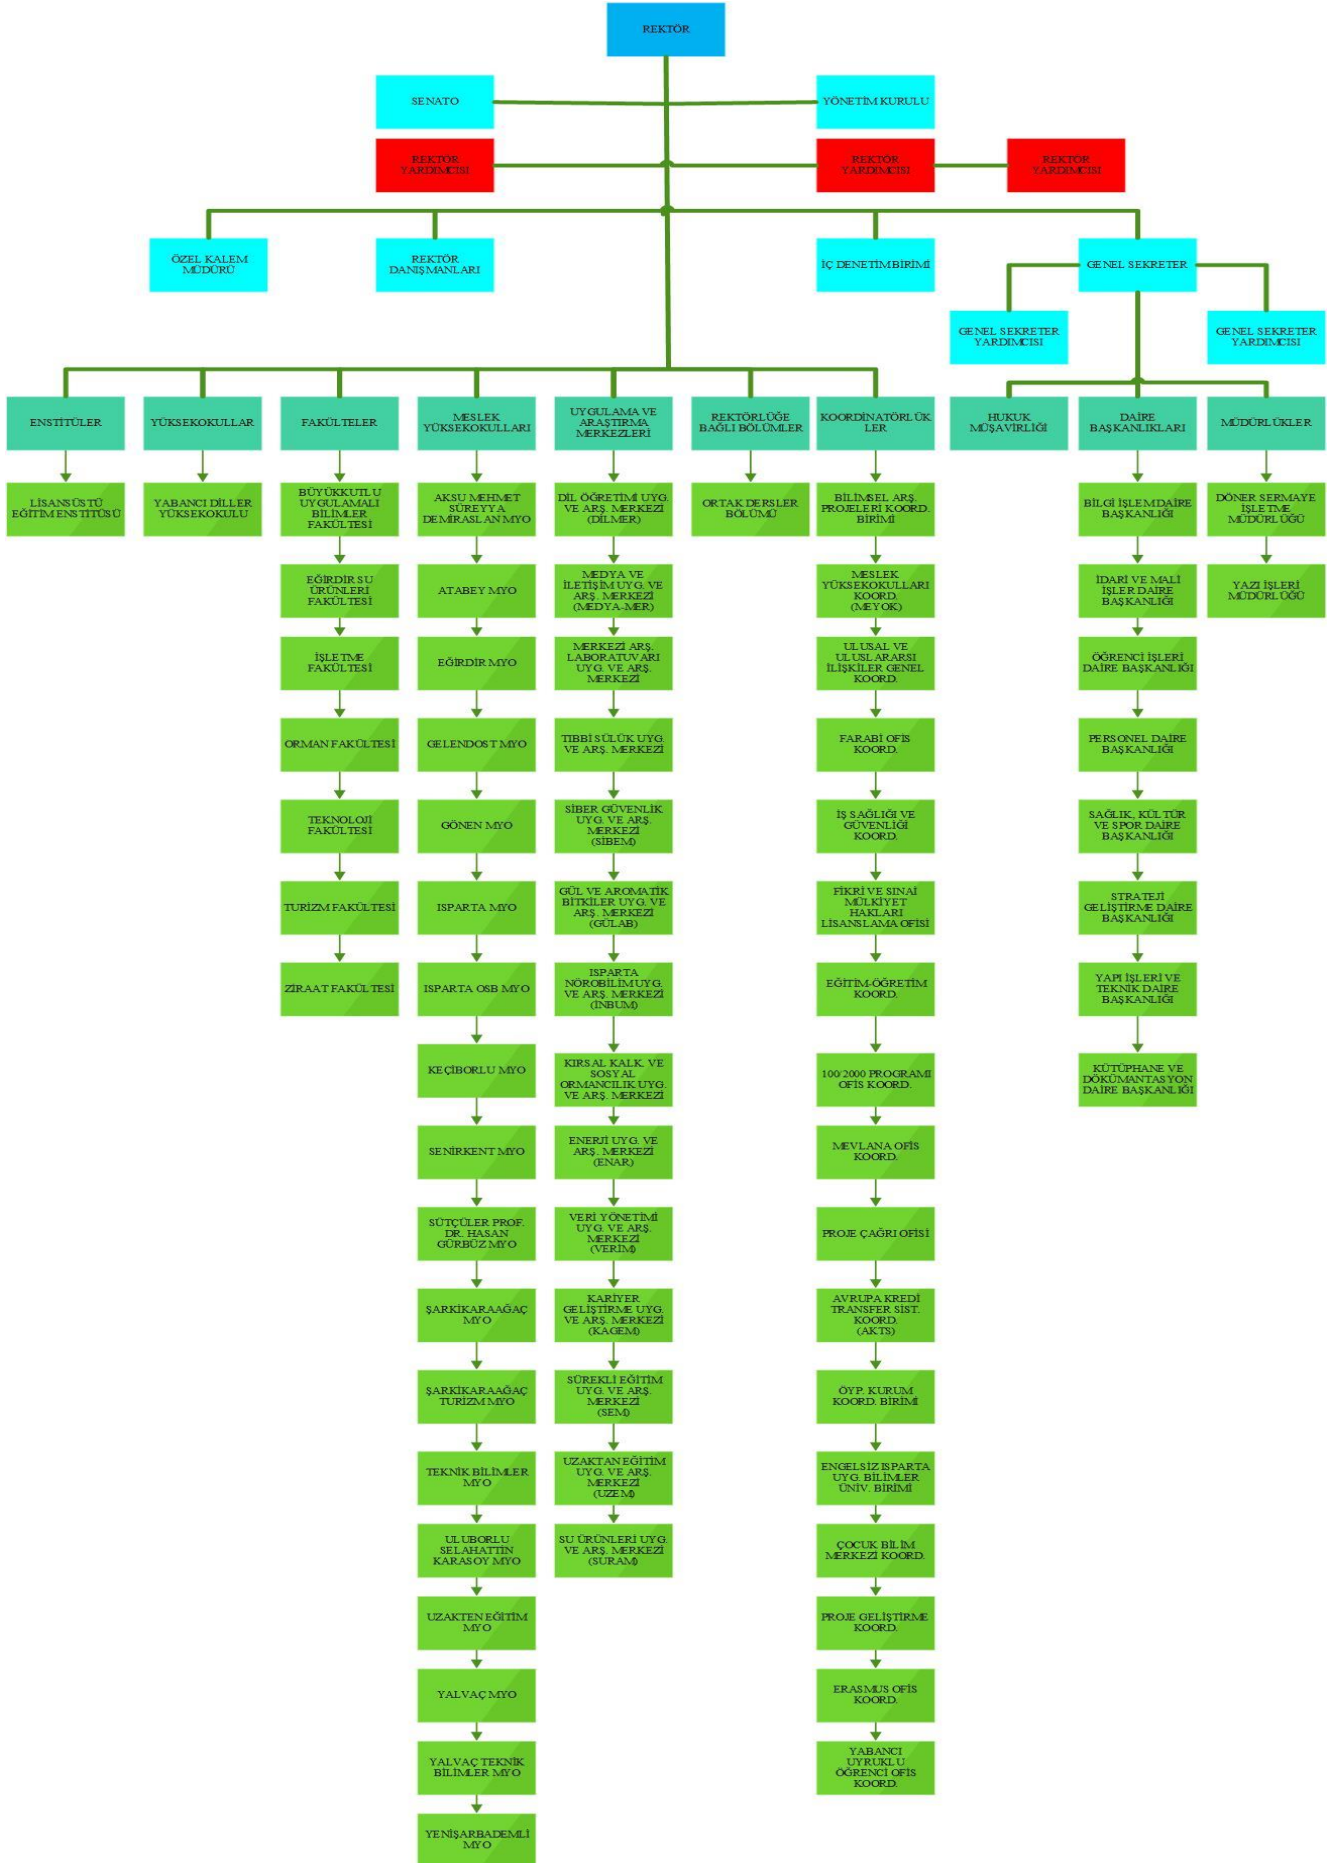 REKTÖR
SENATO
YÖNETİM KURULU
REKTÖR
YARDIMCISI
REKTÖR
YARDIMCISI
REKTÖR
YARDIMCISI
ÖZEL KALEM
MÜDÜRÜ
REKTÖR
DANIŞMANLARI
İÇ DENETİM BİRİMİ
GENEL SEKRETER
GENEL SEKRETER
YARDIMCISI
GENEL SEKRETER
YARDIMCISI
ENSTİTÜLER
LİSANSÜSTÜ
EĞİTİM ENSTİTÜSÜ
YÜKSEKOKULLAR
YABANCI DİLLER
YÜKSEKOKULU
FAKÜLTELER
BÜYÜKKUTLU
UYGULAMALI
BİLİMLER
FAKÜLTESİ
EĞİRDİR SU
ÜRÜNLERİ
FAKÜLTESİ
İŞLETME
FAKÜLTESİ
ORMAN FAKÜLTESİ
TEKNOLOJİ
FAKÜLTESİ
TURİZM FAKÜLTESİ
ZİRAAT FAKÜLTESİ
MESLEK
YÜKSEKOKULLARI
AKSU MEHMET
SÜREYYA
DEMİRASLAN MYO
ATABEY MYO
EĞİRDİR MYO
GELENDOST MYO
GÖNEN MYO
ISPARTA MYO
ISPARTA OSB MYO
KEÇİBORLU MYO
SENİRKENT MYO
SÜTÇÜLER PROF.
DR. HASAN
GÜRBÜZ MYO
ŞARKİKARAAĞAÇ
MYO
ŞARKİKARAAĞAÇ
TURİZM MYO
TEKNİK BİLİMLER
MYO
ULUBORLU
SELAHATTİN
KARASOY MYO
UZAKTEN EĞİTİM
MYO
YALVAÇ MYO
YALVAÇ TEKNİK
BİLİMLER MYO
YENİŞARBADEMLİ
MYO
UYGULAMA VE
ARAŞTIRMA
MERKEZLERİ
DİL ÖĞRETİMİ UYG.
VE ARŞ. MERKEZİ
(DİLMER)
MEDYA VE
İLETİŞİM UYG. VE
ARŞ. MERKEZİ
(MEDYA-MER)
MERKEZİ ARŞ.
LABORATUVARI
UYG. VE ARŞ.
MERKEZİ
TIBBİ SÜLÜK UYG.
VE ARŞ. MERKEZİ
SİBER GÜVENLİK
UYG. VE ARŞ.
MERKEZİ
(SİBEM)
GÜL VE AROMATİK
BİTKİLER UYG. VE
ARŞ. MERKEZİ
(GÜLAB)
ISPARTA
NÖROBİLİM UYG.
VE ARŞ. MERKEZİ
(İNBUM)
KIRSAL KALK. VE
SOSYAL
ORMANCILIK UYG.
VE ARŞ. MERKEZİ
ENERJİ UYG. VE
ARŞ. MERKEZİ
(ENAR)
VERİ YÖNETİMİ
UYG. VE ARŞ.
MERKEZİ
(VERİM)
KARİYER
GELİŞTİRME UYG.
VE ARŞ. MERKEZİ
(KAGEM)
SÜREKLİ EĞİTİM
UYG. VE ARŞ.
MERKEZİ
(SEM)
UZAKTAN EĞİTİM
UYG. VE ARŞ.
MERKEZİ
(UZEM)
SU ÜRÜNLERİ UYG.
VE ARŞ. MERKEZİ
(SURAM)
REKTÖRLÜĞE
BAĞLI BÖLÜMLER
ORTAK DERSLER
BÖLÜMÜ
KOORDİNATÖRLÜK
LER
BİLİMSEL ARŞ.
PROJELERİ KOORD.
BİRİMİ
MESLEK
YÜKSEKOKULLARI
KOORD.
(MEYOK)
ULUSAL VE
ULUSLARARSI
İLİŞKİLER GENEL
KOORD.
FARABİ OFİS
KOORD.
İŞ SAĞLIĞI VE
GÜVENLİĞİ
KOORD.
FİKRİ VE SINAİ
MÜLKİYET
HAKLARI
LİSANSLAMA OFİSİ
EĞİTİM-ÖĞRETİM
KOORD.
100/2000 PROGRAMI
OFİS KOORD.
MEVLANA OFİS
KOORD.
PROJE ÇAĞRI OFİSİ
AVRUPA KREDİ
TRANSFER SİST.
KOORD.
(AKTS)
ÖYP. KURUM
KOORD. BİRİMİ
ENGELSİZ ISPARTA
UYG. BİLİMLER
ÜNİV. BİRİMİ
ÇOCUK BİLİM
MERKEZİ KOORD.
PROJE GELİŞTİRME
KOORD.
ERASMUS OFİS
KOORD.
YABANCI
UYRUKLU
ÖĞRENCİ OFİS
KOORD.
HUKUK
MÜŞAVİRLİĞİ
DAİRE
BAŞKANLIKLARI
BİLGİ İŞLEM DAİRE
BAŞKANLIĞI
İDARİ VE MALİ
İŞLER DAİRE
BAŞKANLIĞI
ÖĞRENCİ İŞLERİ
DAİRE BAŞKANLIĞI
PERSONEL DAİRE
BAŞKANLIĞI
SAĞLIK, KÜLTÜR
VE SPOR DAİRE
BAŞKANLIĞI
STRATEJİ
GELİŞTİRME DAİRE
BAŞKANLIĞI
YAPI İŞLERİ VE
TEKNİK DAİRE
BAŞKANLIĞI
KÜTÜPHANE VE
DÖKÜMANTASYON
DAİRE BAŞKANLIĞI
MÜDÜRLÜKLER
DÖNER SERMAYE
İŞLETME
MÜDÜRLÜĞÜ
YAZI İŞLERİ
MÜDÜRLÜĞÜ